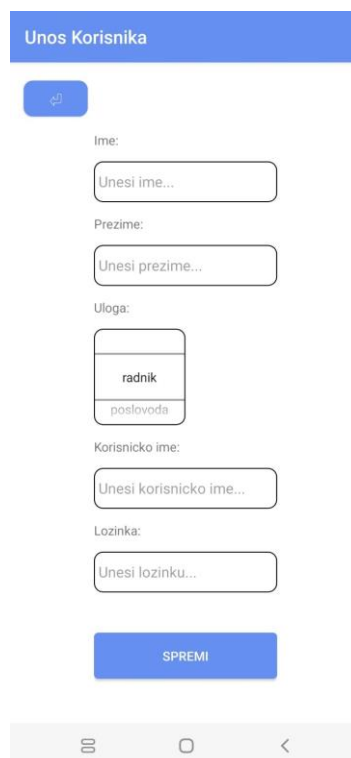 Unos Korisnika
Ime:
Unesi ime...
Prezime:
Unesi prezime...
Uloga:
radnik
poslovoda
Korisnicko ime:
Unesi korisnicko ime...
Lozinka:
Unesi lozinku...
SPREMI